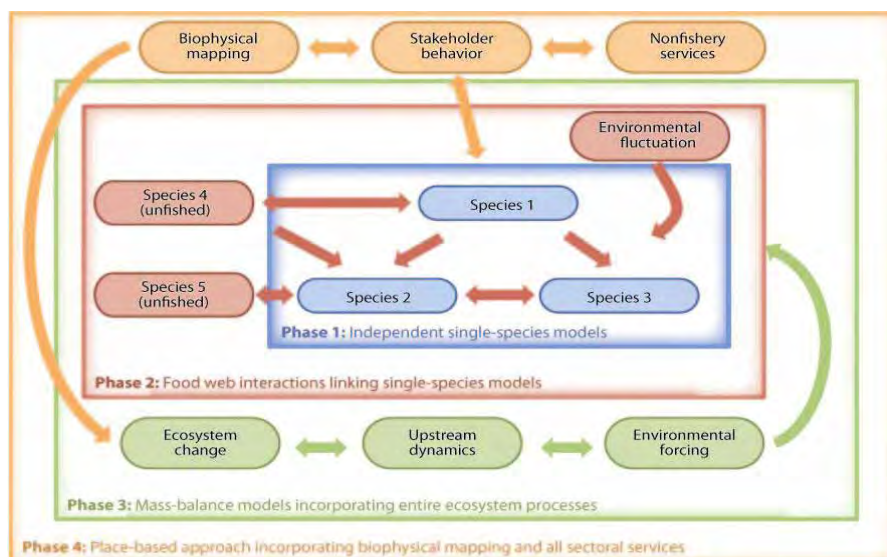 Biophysical
mapping
Stakeholder
behavior
Nonfishery
services
Environmental
fluctuation
Species 4
(unfished)
Species 1
Species 5
(unfished)
Species 2
Species 3
Phase 1: Independent single-species models
Phase 2: Food web interactions linking single-species models
Ecosystem
change
Upstream
dynamics
Environmental
forcing
Phase 3: Mass-balance models incorporating entire ecosystem processes
Phase 4: Place-based approach incorporating biophysical mapping and all sectoral services